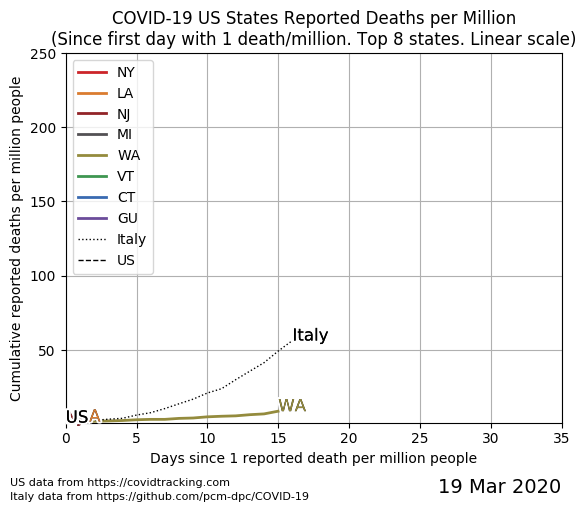 COVID-19 US States Reported Deaths per Million
(Since first day with 1 death/million. Top 8 states. Linear scale)
Cumulative reported deaths per million people
250
200
150
100
50
NY
LA
NJ
MI
WA
VT
CT
GU
Italy
US
Italy
WA
US
0
5
10
15
20
25
30
35
Days since 1 reported death per million people
US data from https://covidtracking.com
Italy data from https://github.com/pcm-dpc/COVID-19
19 Mar 2020